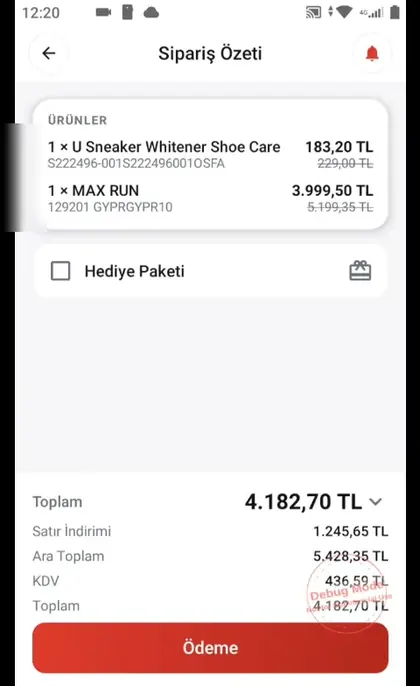 12:20
4G
Sipariş Özeti
ÜRÜNLER
1 × U Sneaker Whitener Shoe Care 183,20 TL
S222496-001S222496001OSFA 229,00 TL
1 × MAX RUN 3.999,50 TL
129201 GYPRGYPR10 5.199,35 TL
Hediye Paketi
Toplam 4.182,70 TL
Satır İndirimi 1.245,65 TL
Ara Toplam 5.428,35 TL
KDV 436,59 TL
Debug Mode
Toplam 4.182,70 TL
Ödeme